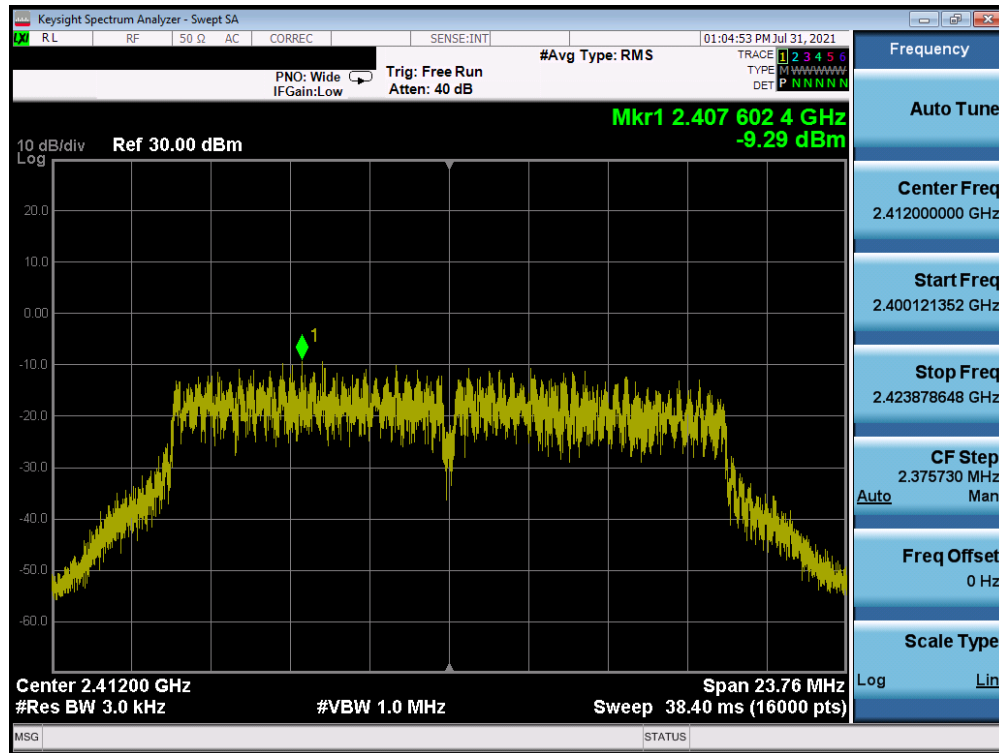 Keysight Spectrum Analyzer - Swept SA
LXI RL RF 50 Ω AC CORREC SENSE:INT 01:04:53 PM Jul 31, 2021
#Avg Type: RMS TRACE 1 2 3 4 5 6
PNO: Wide Trig: Free Run TYPE M WWWWW
IFGain:Low Atten: 40 dB DET P N N N N N
Mkr1 2.407 602 4 GHz
-9.29 dBm
10 dB/div Ref 30.00 dBm
Log
20.0
10.0
0.00
1
-10.0
-20.0
-30.0
-40.0
-50.0
-60.0
Center 2.41200 GHz Span 23.76 MHz
#Res BW 3.0 kHz #VBW 1.0 MHz Sweep 38.40 ms (16000 pts)
MSG STATUS
Frequency
Auto Tune
Center Freq
2.412000000 GHz
Start Freq
2.400121352 GHz
Stop Freq
2.423878648 GHz
CF Step
2.375730 MHz
Auto Man
Freq Offset
0 Hz
Scale Type
Log Lin